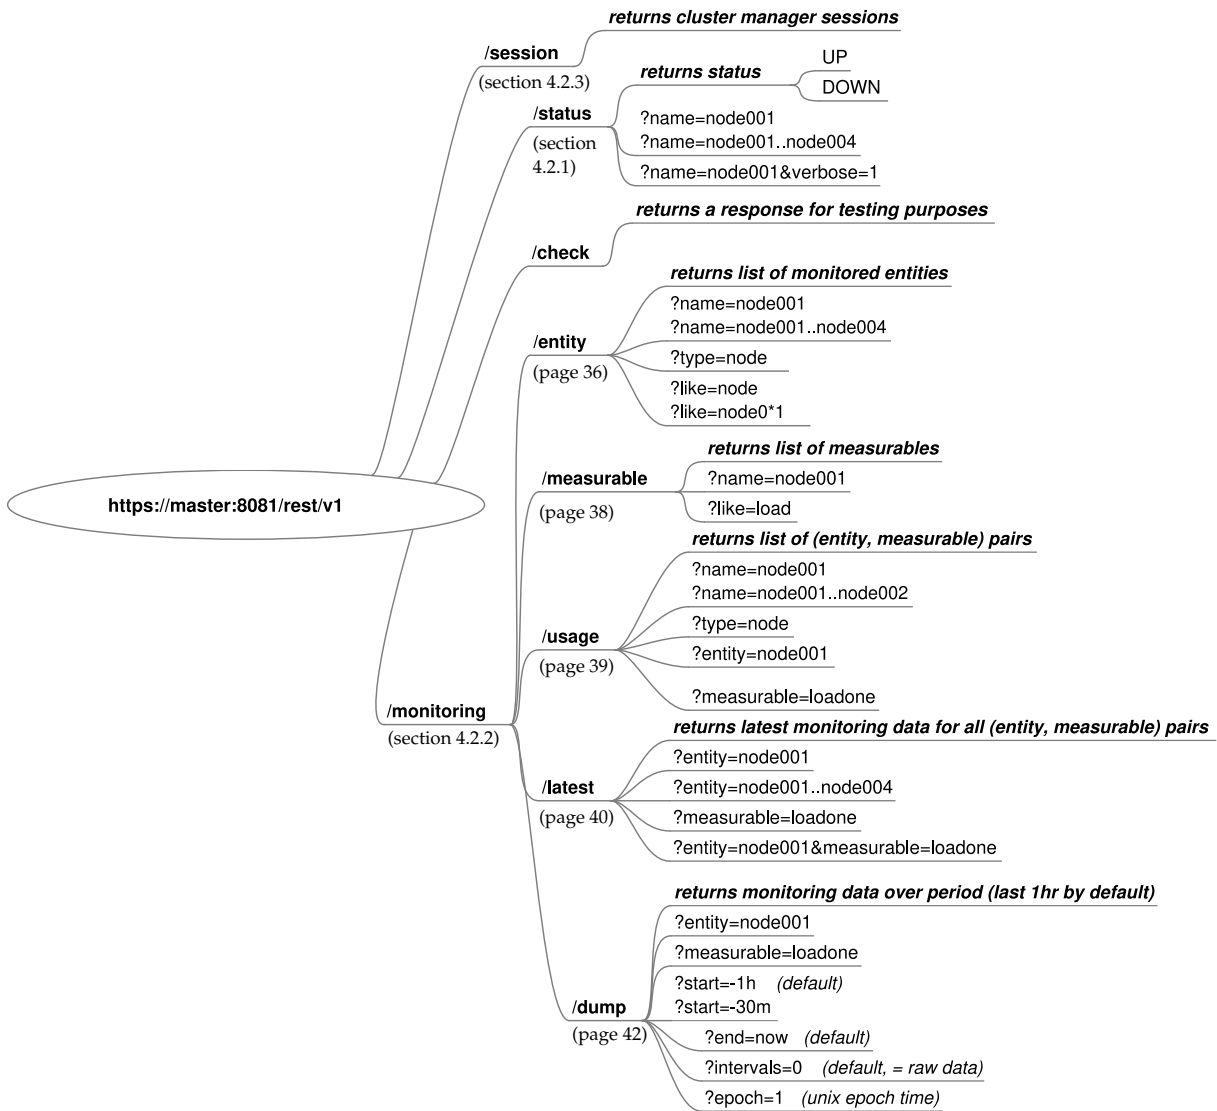 returns cluster manager sessions
/session
(section 4.2.3)
returns status
UP
DOWN
/status
(section
4.2.1)
?name=node001
?name=node001..node004
?name=node001&verbose=1
returns a response for testing purposes
/check
returns list of monitored entities
?name=node001
?name=node001..node004
/entity
(page 36)
?type=node
?like=node
?like=node0*1
returns list of measurables
/measurable
(page 38)
?name=node001
?like=load
https://master:8081/rest/v1
returns list of (entity, measurable) pairs
?name=node001
?name=node001..node002
/usage
(page 39)
?type=node
?entity=node001
?measurable=loadone
/monitoring
(section 4.2.2)
returns latest monitoring data for all (entity, measurable) pairs
?entity=node001
/latest
(page 40)
?entity=node001..node004
?measurable=loadone
?entity=node001&measurable=loadone
returns monitoring data over period (last 1hr by default)
?entity=node001
?measurable=loadone
?start=-1h (default)
?start=-30m
/dump
(page 42)
?end=now (default)
?intervals=0 (default, = raw data)
?epoch=1 (unix epoch time)